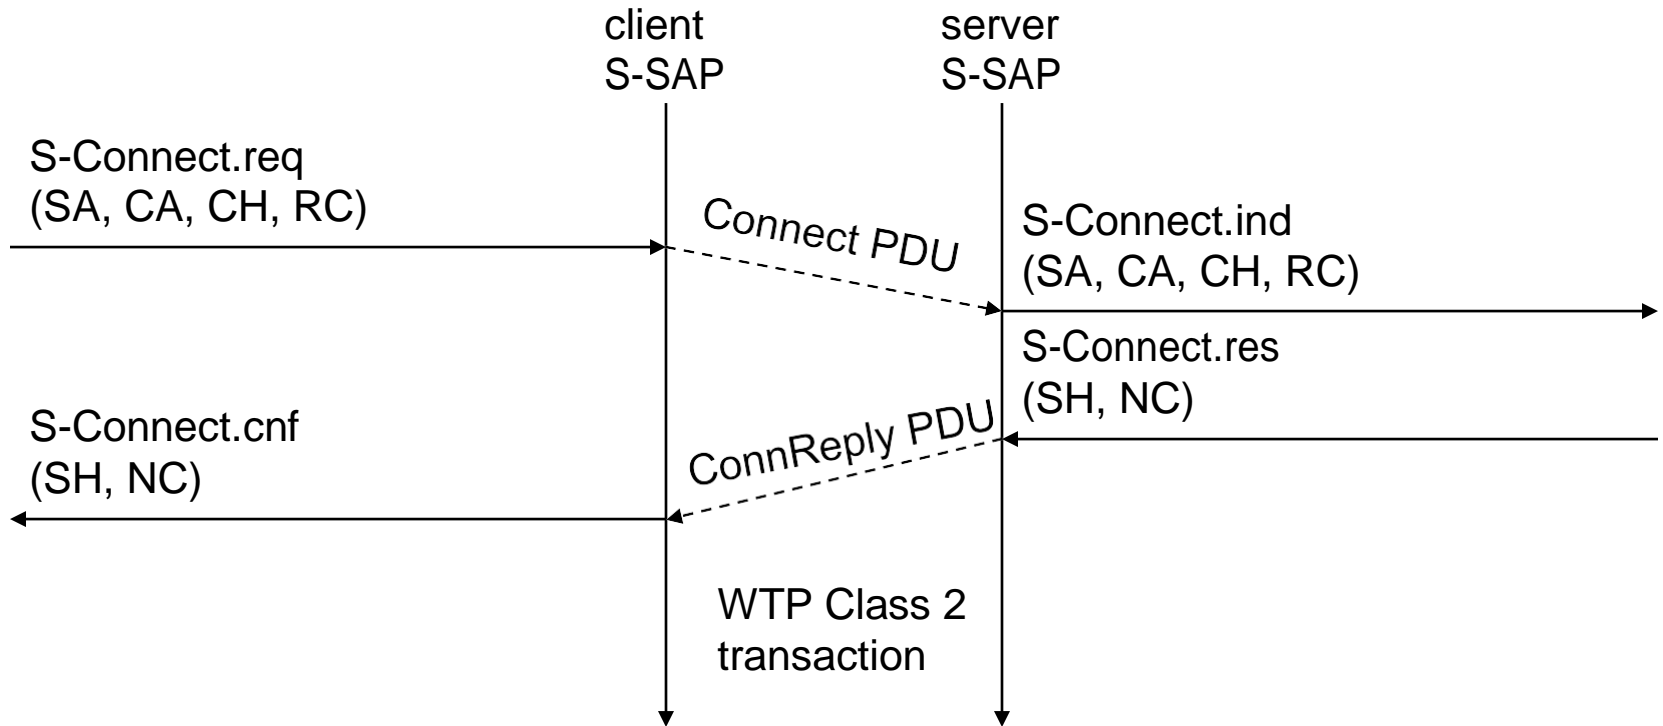 client
S-SAP
server
S-SAP
S-Connect.req
(SA, CA, CH, RC)
Connect PDU
S-Connect.ind
(SA, CA, CH, RC)
S-Connect.res
(SH, NC)
ConnReply PDU
S-Connect.cnf
(SH, NC)
WTP Class 2
transaction